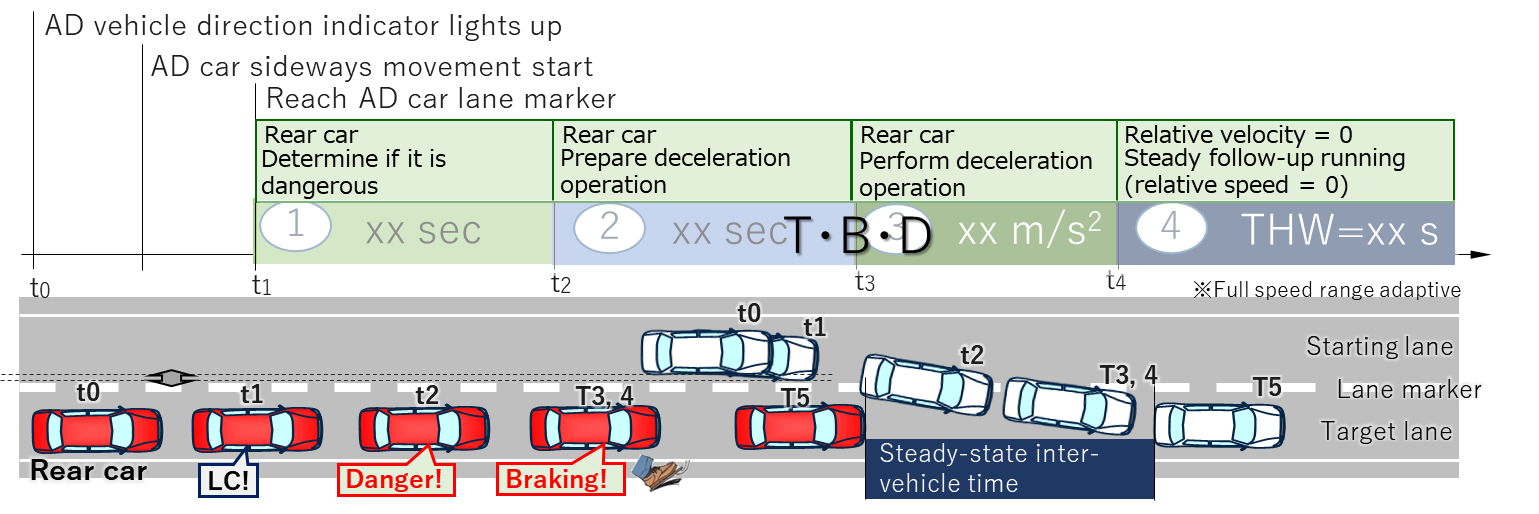 AD vehicle direction indicator lights up
AD car sideways movement start
Reach AD car lane marker
Rear car
Determine if it is
dangerous
Rear car
Prepare deceleration
operation
Rear car
Perform deceleration
operation
Relative velocity = 0
Steady follow-up running
(relative speed = 0)
1 xx sec
2 xx sec
T・B・D
3 xx m/s²
4 THW=xx s
t0
t1
t2
t3
t4
※Full speed range adaptive
t0
t1
Starting lane
t2
T3, 4
T5
Lane marker
t0
t1
t2
T3, 4
T5
Target lane
Rear car
LC!
Danger!
Braking!
Steady-state inter-
vehicle time